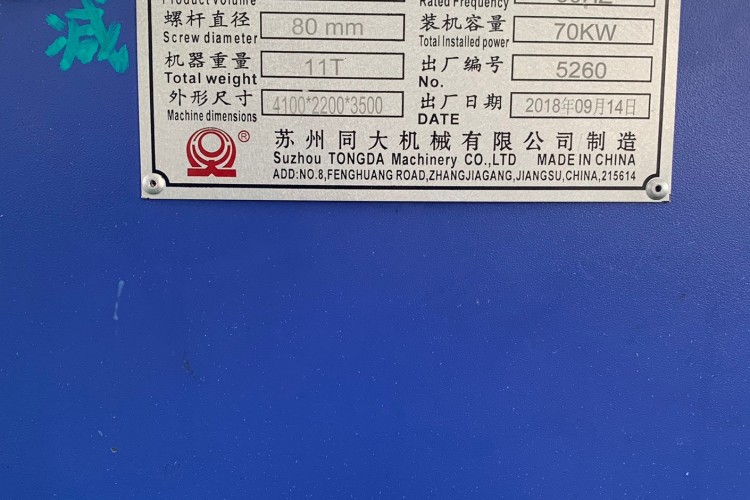 Product volume
Rated Frequency
减
螺杆直径
Screw diameter
80 mm
装机容量
Total Installed power
70KW
机器重量
Total weight
11T
出厂编号
No.
5260
外形尺寸
Machine dimensions
4100*2200*3500
出厂日期
DATE
2018年09月14日
®
苏州同大机械有限公司制造
Suzhou TONGDA Machinery CO.,LTD MADE IN CHINA
ADD:NO.8,FENGHUANG ROAD,ZHANGJIAGANG,JIANGSU,CHINA,215614